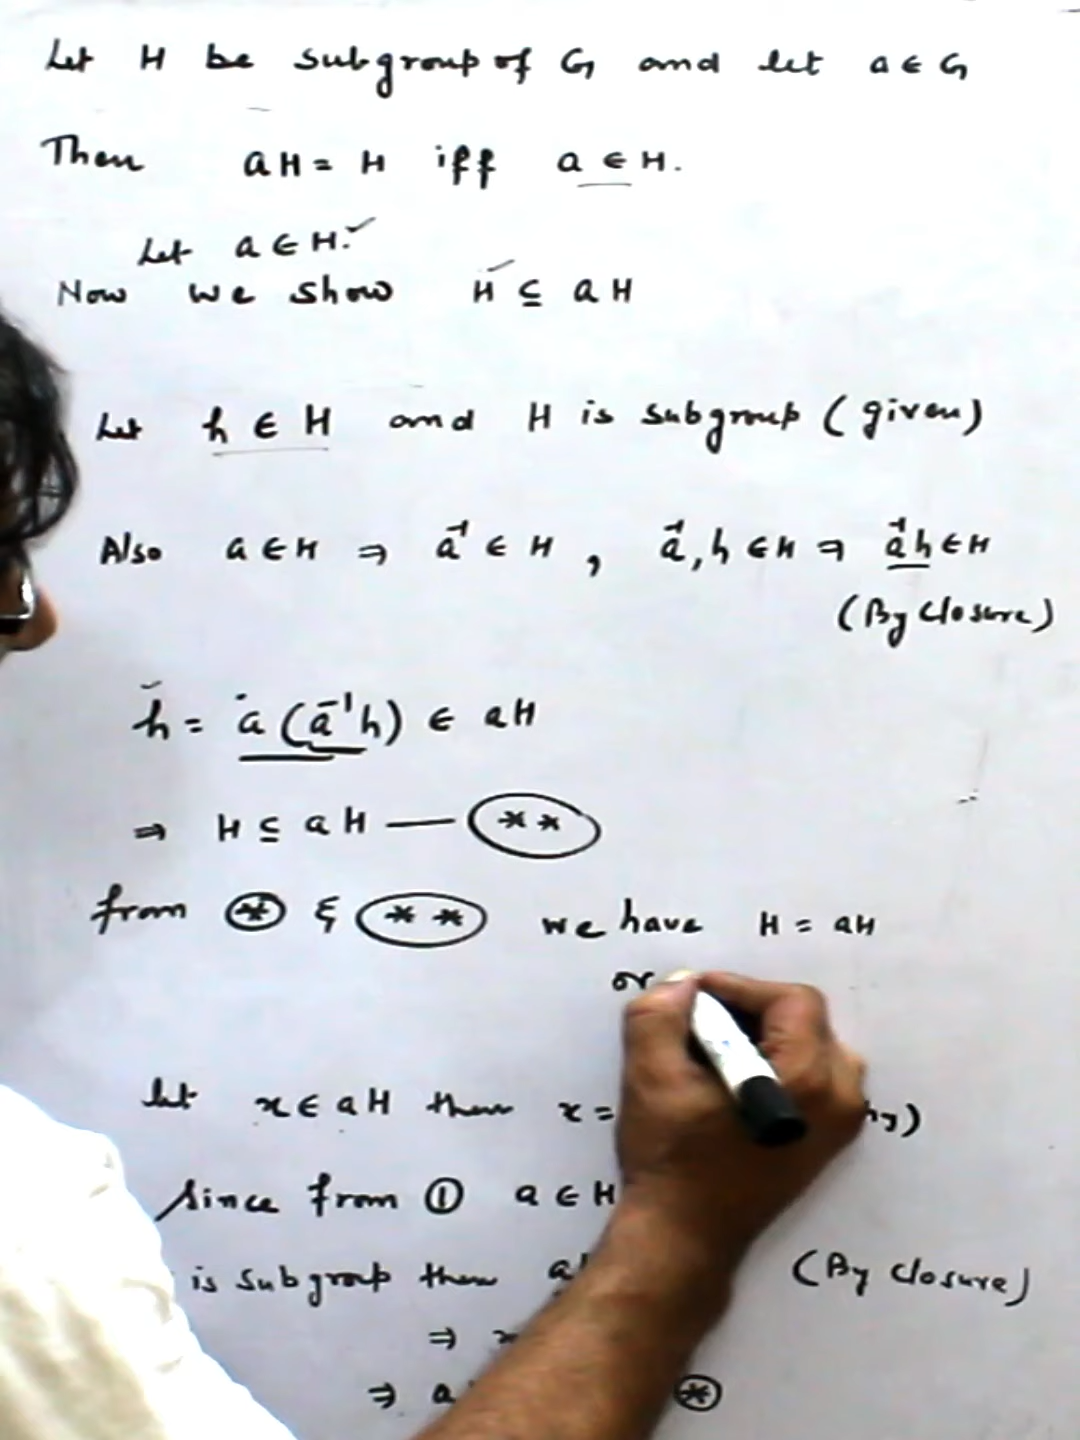 Let H be subgroup of G and let a ∈ G
Then aH = H iff a ∈ H.
Let a ∈ H.
Now we show H ⊆ aH
Let h ∈ H and H is subgroup (given)
Also a ∈ H ⇒ a⁻¹ ∈ H , a⁻¹, h ∈ H ⇒ a⁻¹h ∈ H
(By closure)
h = a (a⁻¹h) ∈ aH
⇒ H ⊆ aH — **
from * & ** we have H = aH
or
let x ∈ aH then x =
Since from ① a ∈ H
is subgroup then (By closure)
⇒ x
⇒ a *